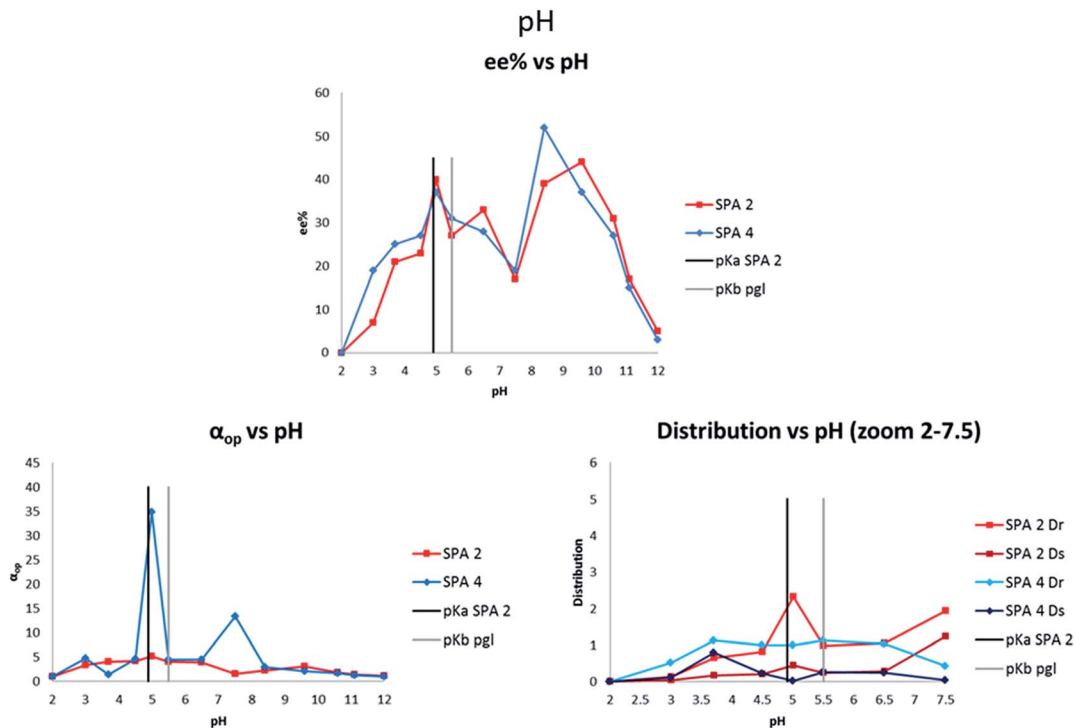 pH
ee% vs pH
60
50
40
30
20
10
0
ee%
2 3 4 5 6 7 8 9 10 11 12
pH
SPA 2
SPA 4
pKa SPA 2
pKb pgl
αop vs pH
45
40
35
30
25
20
15
10
5
0
αop
2 3 4 5 6 7 8 9 10 11 12
pH
SPA 2
SPA 4
pKa SPA 2
pKb pgl
Distribution vs pH (zoom 2-7.5)
6
5
4
3
2
1
0
Distribution
2 2.5 3 3.5 4 4.5 5 5.5 6 6.5 7 7.5
pH
SPA 2 Dr
SPA 2 Ds
SPA 4 Dr
SPA 4 Ds
pKa SPA 2
pKb pgl